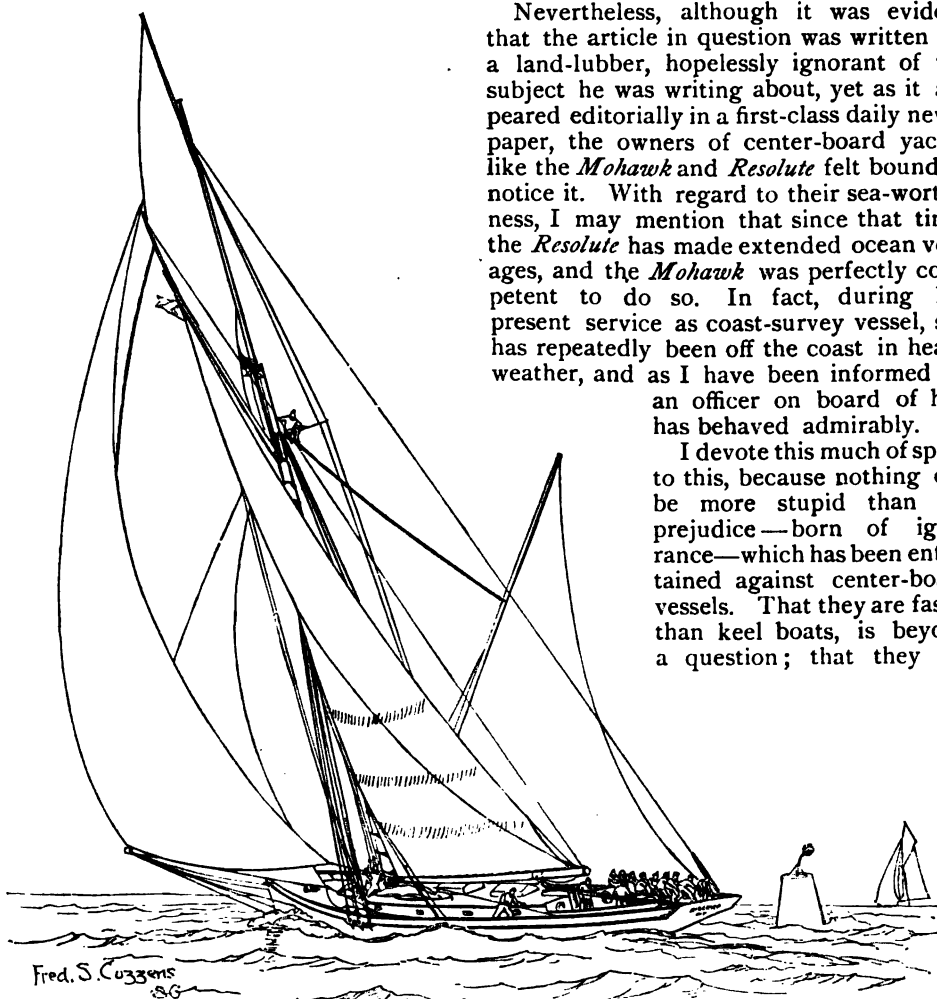 Nevertheless, although it was evide
that the article in question was written
a land-lubber, hopelessly ignorant of
subject he was writing about, yet as it a
peared editorially in a first-class daily new
paper, the owners of center-board yac
like the Mohawk and Resolute felt bound
notice it. With regard to their sea-wort
ness, I may mention that since that tim
the Resolute has made extended ocean vo
ages, and the Mohawk was perfectly co
petent to do so. In fact, during
present service as coast-survey vessel, s
has repeatedly been off the coast in hea
weather, and as I have been informed
an officer on board of h
has behaved admirably.
I devote this much of sp
to this, because nothing c
be more stupid than
prejudice—born of ig
rance—which has been ent
tained against center-bo
vessels. That they are fas
than keel boats, is beyo
a question; that they
Fred. S. Cozzens